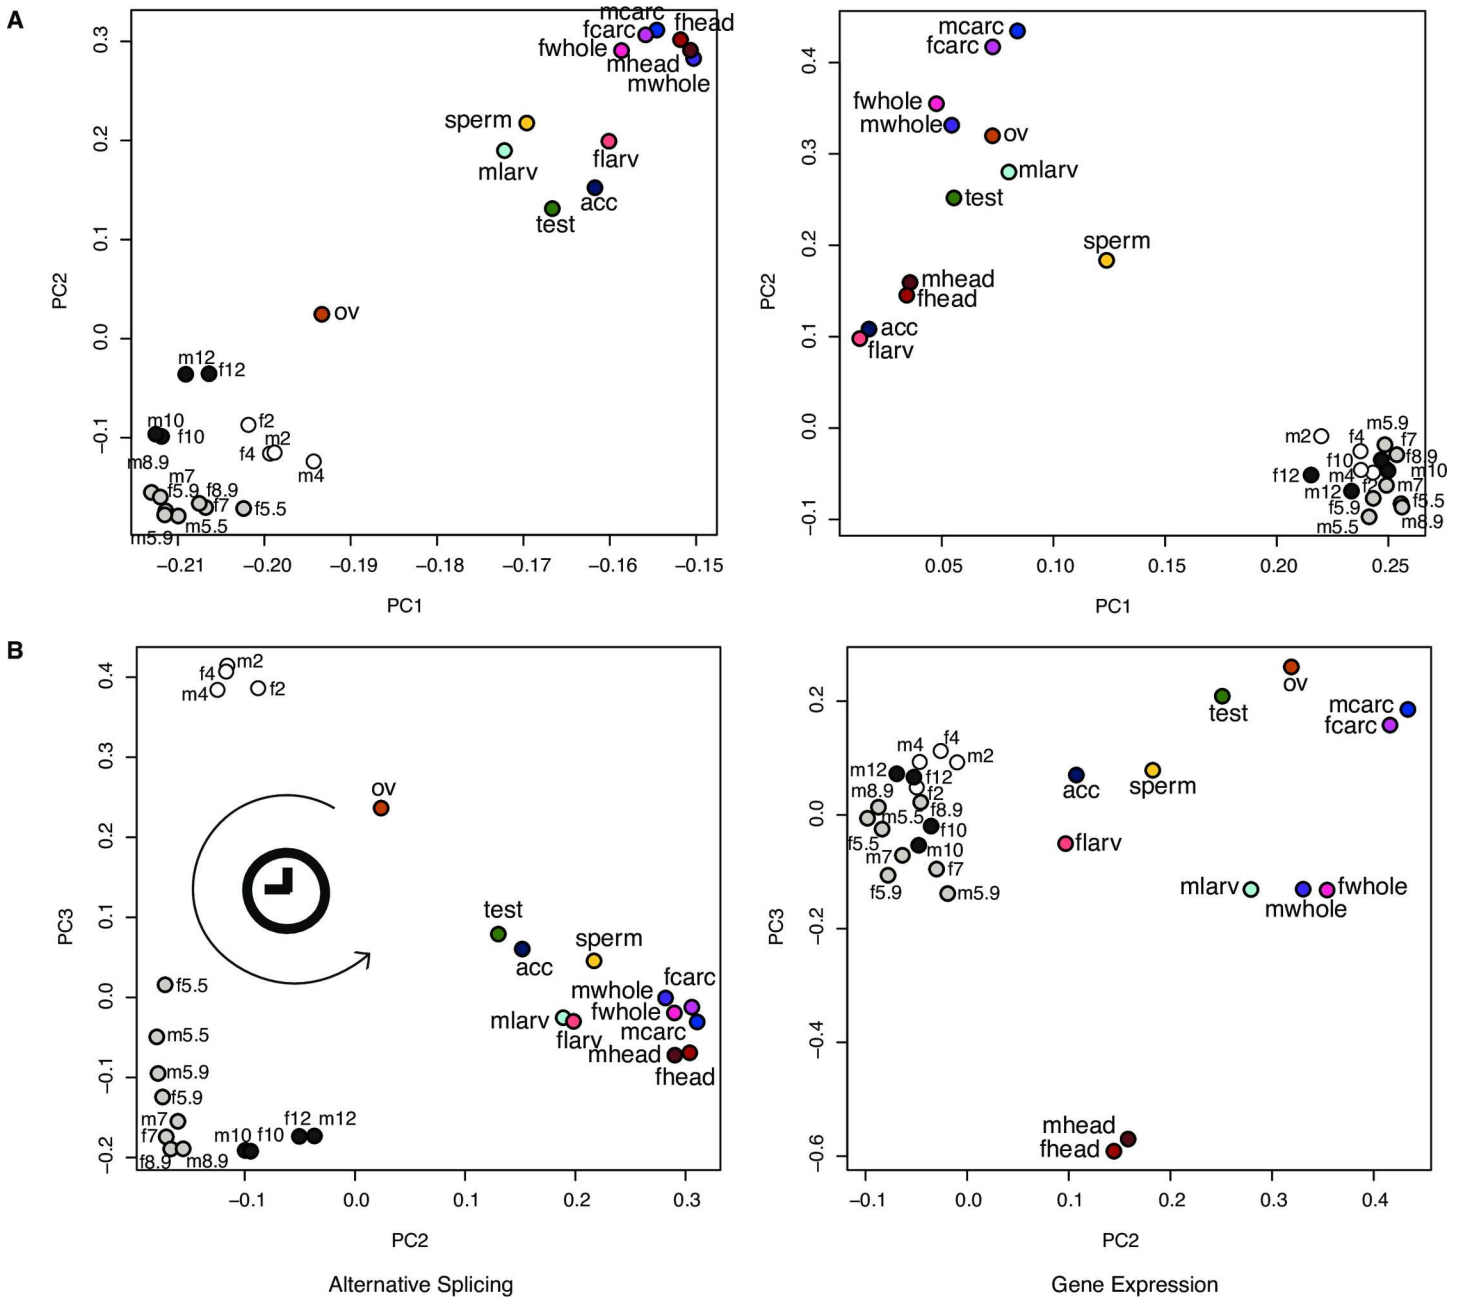 A
mcarc
fcarc
fhead
fwhole
mhead
mwhole
sperm
mlarv
flarv
acc
test
ov
m12
f12
f2
m10
f10
m2
f4
m4
m8.9
m7
f5.9
f8.9
f7
f5.5
m5.5
m5.9
0.3
0.2
0.1
0.0
−0.1
PC2
−0.21
−0.20
−0.19
−0.18
−0.17
−0.16
−0.15
PC1
mcarc
fcarc
fwhole
mwhole
ov
mlarv
test
sperm
mhead
fhead
acc
flarv
m5.9
m2
f4
f7
f10
f8.9
f12
m4
m10
m12
f2
m7
f5.9
f5.5
m5.5
m8.9
0.4
0.3
0.2
0.1
0.0
−0.1
PC2
0.05
0.10
0.15
0.20
0.25
PC1
B
m2
f4
m4
f2
ov
test
sperm
acc
fcarc
mwhole
fwhole
mlarv
flarv
mcarc
mhead
fhead
f5.5
m5.5
m5.9
f5.9
m7
f7
f8.9
m8.9
m10
f10
f12
m12
0.4
0.3
0.2
0.1
0.0
−0.1
−0.2
PC3
−0.1
0.0
0.1
0.2
0.3
PC2
Alternative Splicing
ov
test
mcarc
fcarc
f4
m4
m2
m12
f12
acc
sperm
m8.9
f2
f8.9
m5.5
f10
f5.5
m10
m7
f7
f5.9
m5.9
flarv
mlarv
fwhole
mwhole
mhead
fhead
0.2
0.0
−0.2
−0.4
−0.6
PC3
−0.1
0.0
0.1
0.2
0.3
0.4
PC2
Gene Expression